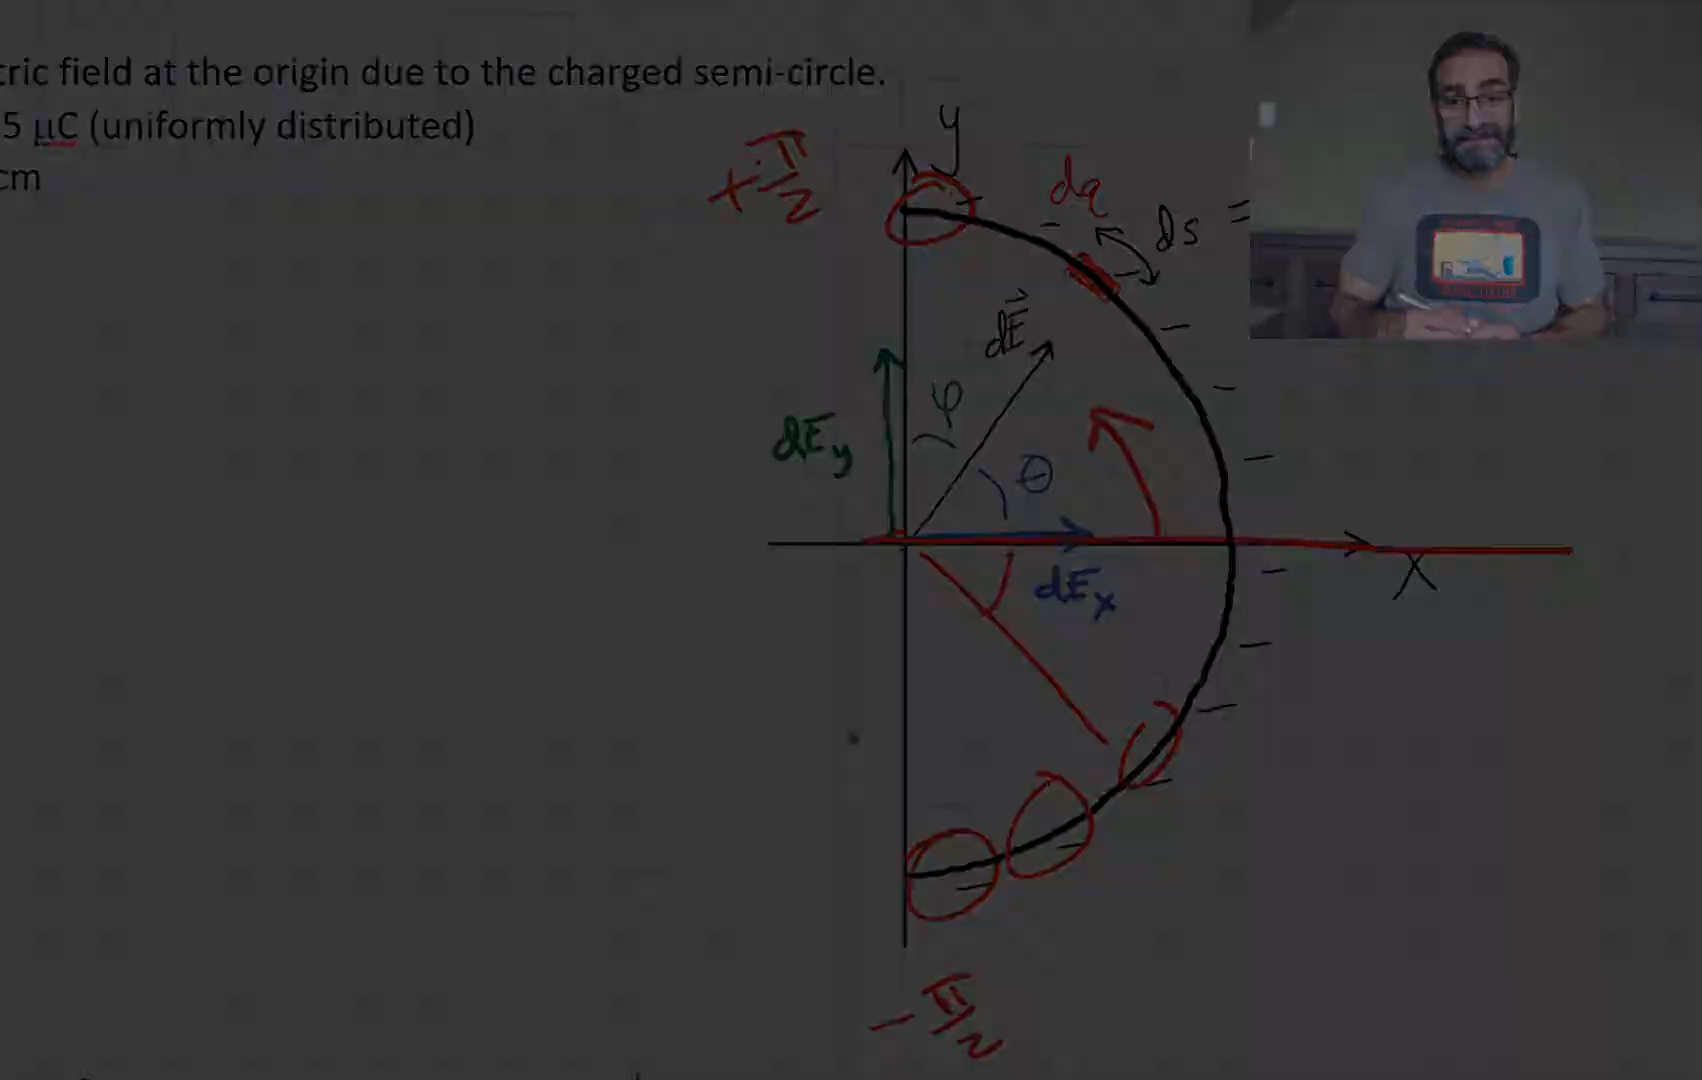 tric field at the origin due to the charged semi-circle.
5 μC (uniformly distributed)
cm
y
+π/2
dq
ds =
dE⃗
φ
dEy
θ
dEx
X
-π/2